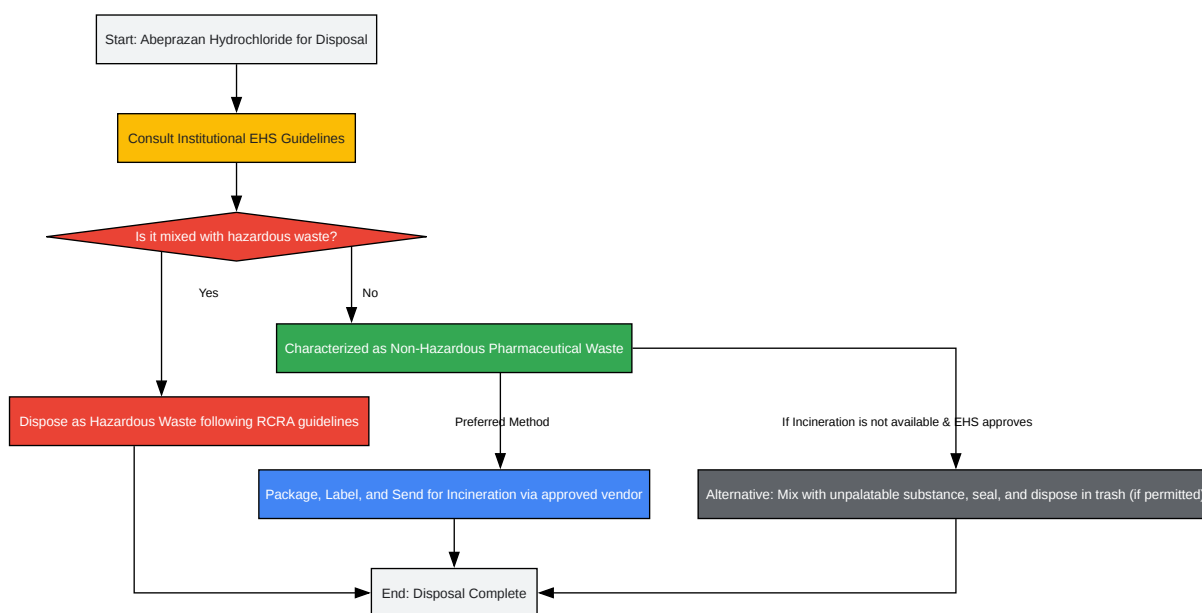 Start: Abeprazan Hydrochloride for Disposal
Consult Institutional EHS Guidelines
Is it mixed with hazardous waste?
Yes
No
Characterized as Non-Hazardous Pharmaceutical Waste
Dispose as Hazardous Waste following RCRA guidelines
Preferred Method
If Incineration is not available & EHS approves
Package, Label, and Send for Incineration via approved vendor
Alternative: Mix with unpalatable substance, seal, and dispose in trash (if permitted)
End: Disposal Complete